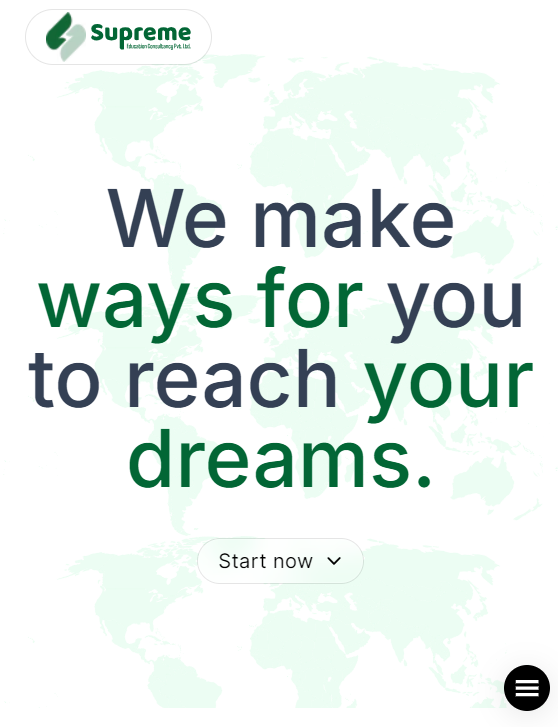 Supreme
Education Consultancy Pvt. Ltd.
We make
ways for you
to reach your
dreams.
Start now